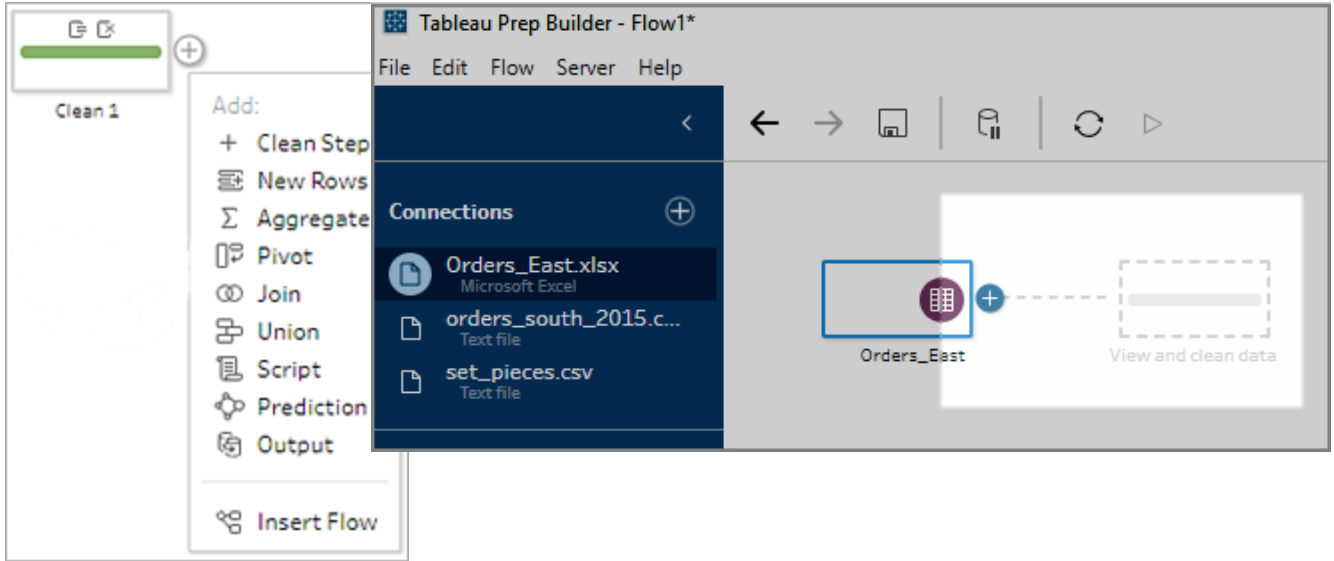 Clean 1
Add:
Clean Step
New Rows
Aggregate
Pivot
Join
Union
Script
Prediction
Output
Insert Flow
Tableau Prep Builder - Flow1*
File Edit Flow Server Help
Connections
Orders_East.xlsx
Microsoft Excel
orders_south_2015.c...
Text file
set_pieces.csv
Text file
Orders_East
View and clean data